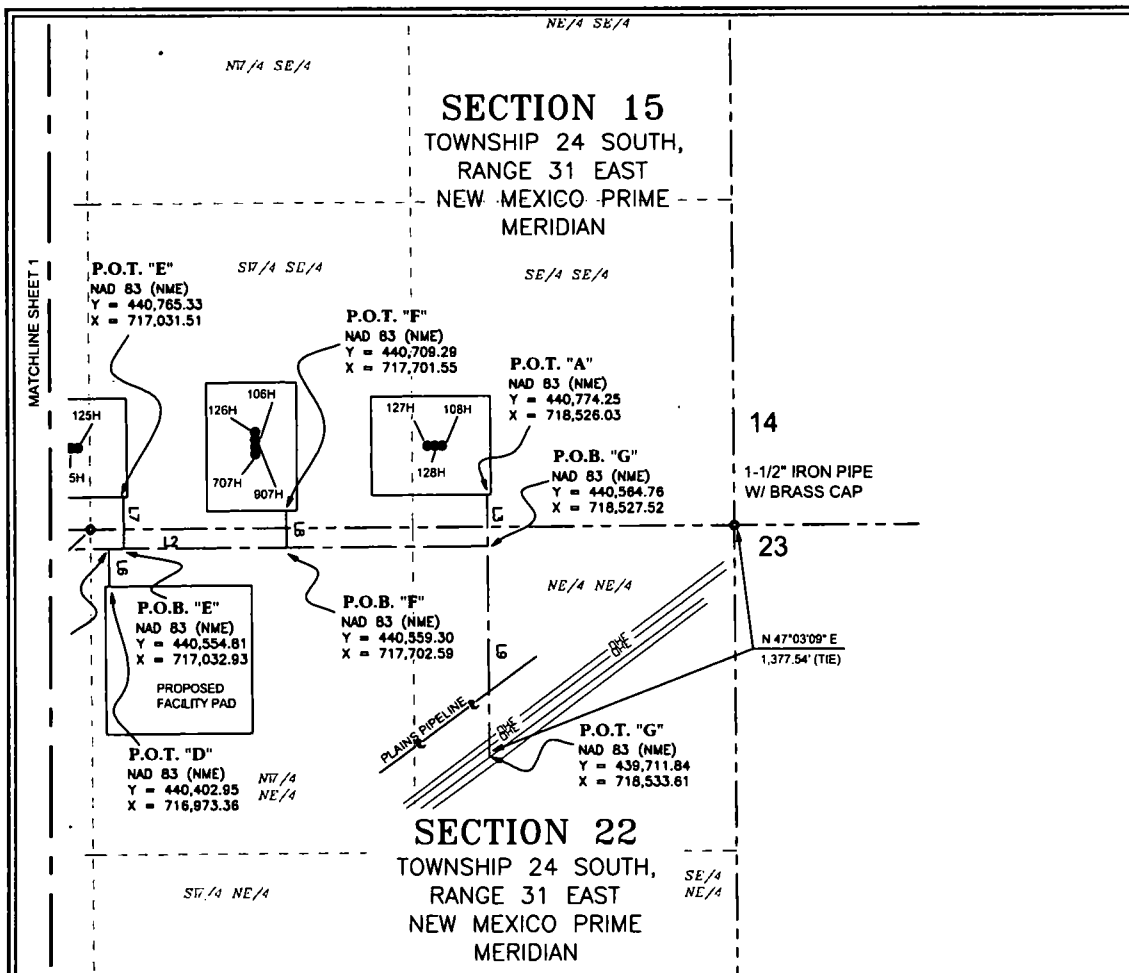 NE/4 SE/4
NW/4 SE/4
SECTION 15
TOWNSHIP 24 SOUTH,
RANGE 31 EAST
NEW MEXICO PRIME
MERIDIAN
MATCHLINE SHEET 1
SW/4 SE/4
SE/4 SE/4
P.O.T. "E"
NAD 83 (NME)
Y = 440,765.33
X = 717,031.51
P.O.T. "F"
NAD 83 (NME)
Y = 440,709.29
X = 717,701.55
P.O.T. "A"
NAD 83 (NME)
Y = 440,774.25
X = 718,526.03
125H
5H
126H
106H
707H
907H
127H
108H
128H
P.O.B. "G"
NAD 83 (NME)
Y = 440,564.76
X = 718,527.52
14
1-1/2" IRON PIPE
W/ BRASS CAP
23
L7
L2
L8
L3
L6
L9
P.O.B. "E"
NAD 83 (NME)
Y = 440,554.81
X = 717,032.93
PROPOSED
FACILITY PAD
P.O.B. "F"
NAD 83 (NME)
Y = 440,559.30
X = 717,702.59
NE/4 NE/4
OHE
OHE
N 47°03'09" E
1,377.54' (TIE)
PLAINS PIPELINE
OHE
OHE
P.O.T. "G"
NAD 83 (NME)
Y = 439,711.84
X = 718,533.61
P.O.T. "D"
NAD 83 (NME)
Y = 440,402.95
X = 716,973.36
NW/4
NE/4
SECTION 22
TOWNSHIP 24 SOUTH,
RANGE 31 EAST
NEW MEXICO PRIME
MERIDIAN
SW/4 NE/4
SE/4
NE/4